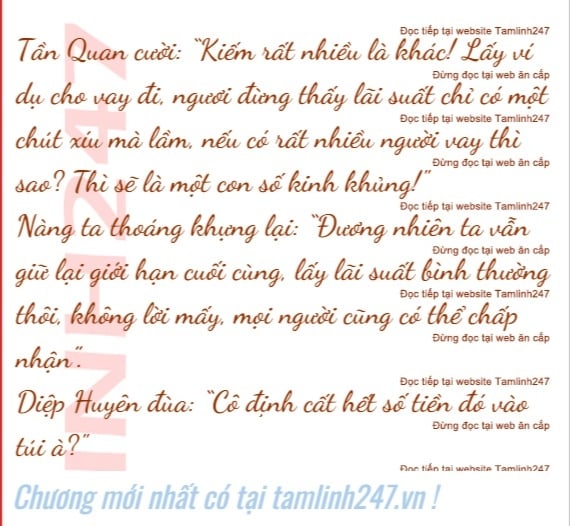 Đọc tiếp tại website Tamlinh247
Tần Quan cười: “Kiếm rất nhiều là khác! Lấy ví
Đừng đọc tại web ăn cắp
dụ cho vay đi, ngươi đừng thấy lãi suất chỉ có một
Đọc tiếp tại website Tamlinh247
chút xíu mà lầm, nếu có rất nhiều người vay thì
Đừng đọc tại web ăn cắp
sao? Thì sẽ là một con số kinh khủng!”
Đọc tiếp tại website Tamlinh247
Nàng ta thoáng khựng lại: “Đương nhiên ta vẫn
Đừng đọc tại web ăn cắp
giữ lại giới hạn cuối cùng, lấy lãi suất bình thường
Đọc tiếp tại website Tamlinh247
thôi, không lời mấy, mọi người cũng có thể chấp
Đừng đọc tại web ăn cắp
nhận”.
Đọc tiếp tại website Tamlinh247
Diệp Huyên đùa: “Cô định cất hết số tiền đó vào
Đừng đọc tại web ăn cắp
túi à?”
Đọc tiếp tại website Tamlinh247
INH247
Chương mới nhất có tại tamlinh247.vn !